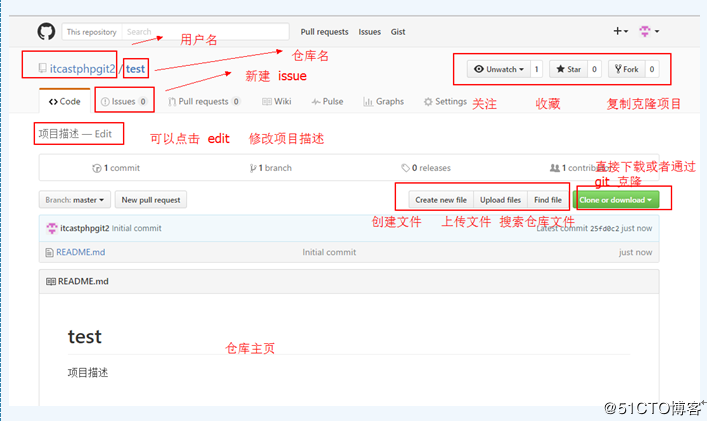 This repository Search Pull requests Issues Gist
用户名
仓库名
itcastphpgit2 / test
Unwatch 1 Star 0 Fork 0
新建 issue
Code Issues 0 Pull requests 0 Wiki Pulse Graphs Settings
关注 收藏 复制克隆项目
项目描述 — Edit
可以点击 edit 修改项目描述
1 commit 1 branch 0 releases 1 contributor
直接下载或者通过
git 克隆
Branch: master New pull request Create new file Upload files Find file Clone or download
创建文件 上传文件 搜索仓库文件
itcastphpgit2 Initial commit Latest commit 25fd0c2 just now
README.md Initial commit just now
README.md
test
仓库主页
项目描述
@51CTO博客